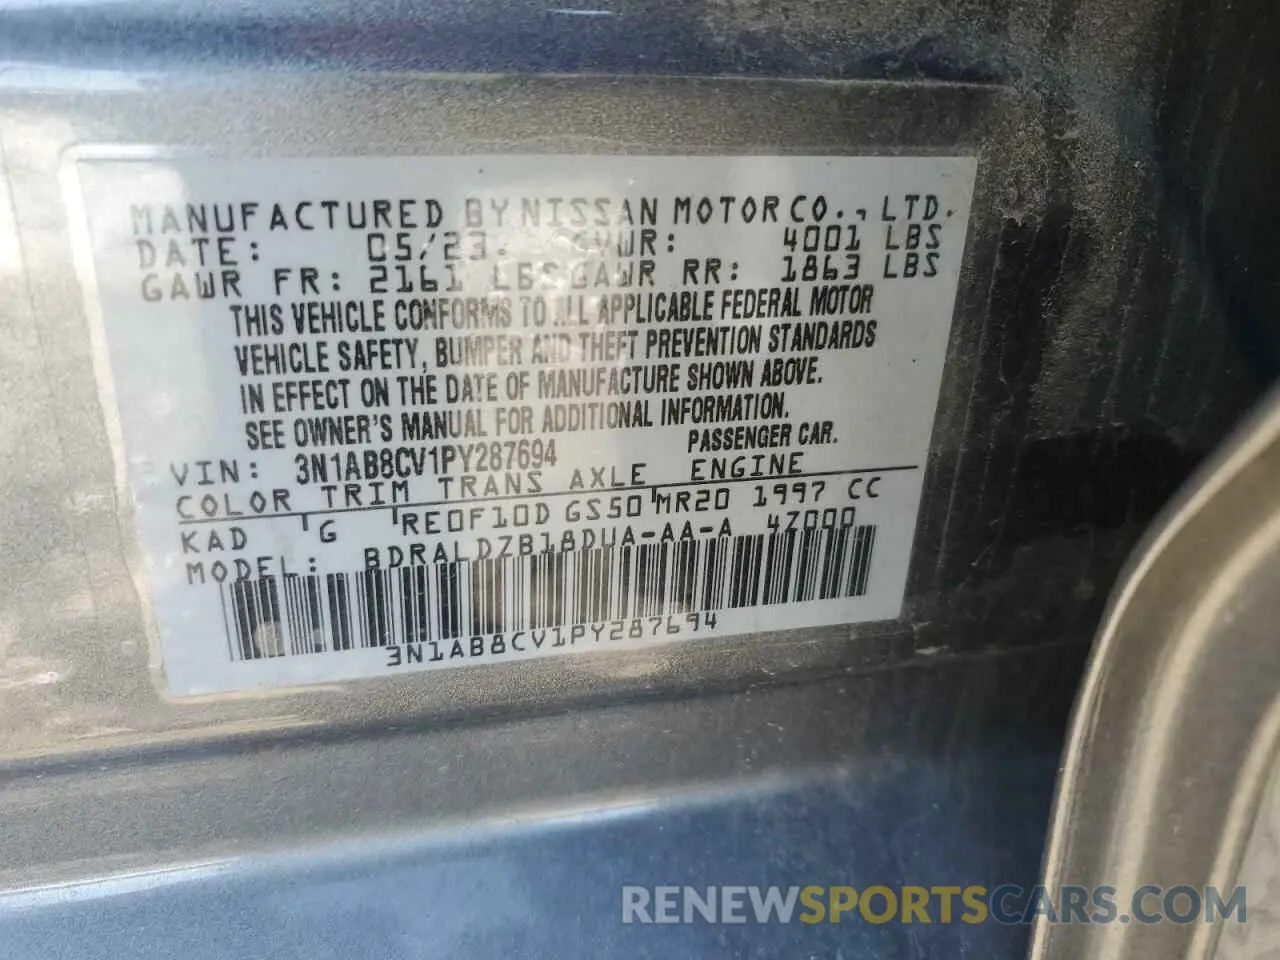 MANUFACTURED BY NISSAN MOTOR CO., LTD.
DATE: 05/23. GVWR: 4001 LBS
GAWR FR: 2161 LBS GAWR RR: 1863 LBS
THIS VEHICLE CONFORMS TO ALL APPLICABLE FEDERAL MOTOR
VEHICLE SAFETY, BUMPER AND THEFT PREVENTION STANDARDS
IN EFFECT ON THE DATE OF MANUFACTURE SHOWN ABOVE.
SEE OWNER'S MANUAL FOR ADDITIONAL INFORMATION.
VIN: 3N1AB8CV1PY287694 PASSENGER CAR.
COLOR TRIM TRANS AXLE ENGINE
KAD G RE0F10D GS50 MR20 1997 CC
MODEL: BDRALDZB18DUA-AA-A 4Z000
3N1AB8CV1PY287694
RENEWSPORTSCARS.COM